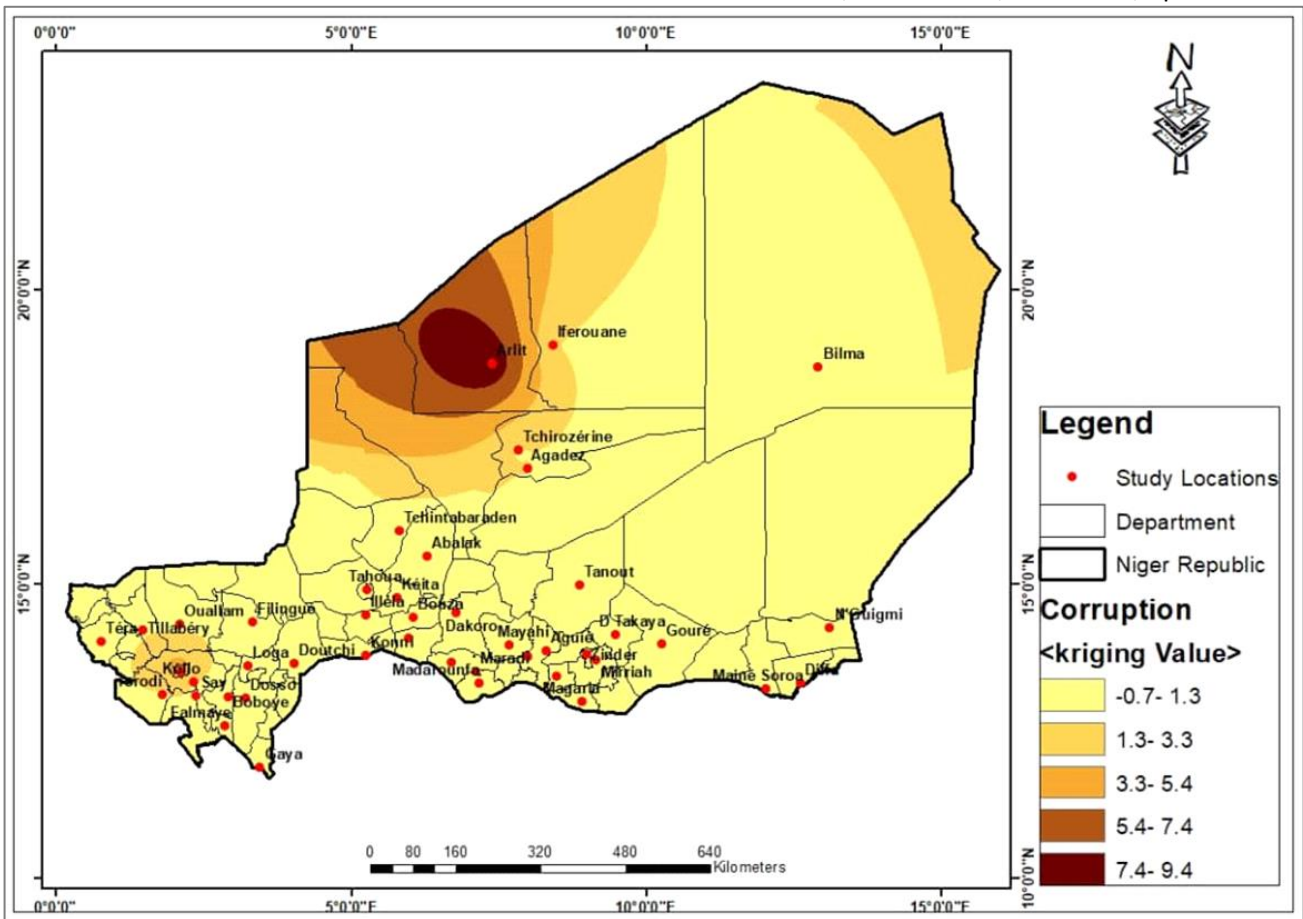 0°0'0"E 5°0'0"E 10°0'0"E 15°0'0"E
N
20°0'0"N 20°0'0"N
Arlit
Iferouane
Bilma
Tchirozérine
Agadez
Tchintabaraden
Abalak
15°0'0"N 15°0'0"N
Tanout
Tahoua
Kéita
Illéla
Bouza
Dakoro
Ouallam
Filingué
Téra
Tillabéry
N'Guigmi
D Takaya
Gouré
Mayahi
Aguié
Konni
Doutchi
Loga
Kollo
Zinder
Mirriah
Madarounfa
Maradi
Say
Dosso
Boboye
Falmaye
Magaria
Maïné Soroa
Diffa
Gaya
Legend
Study Locations
Department
Niger Republic
Corruption
<kriging Value>
-0.7- 1.3
1.3- 3.3
3.3- 5.4
5.4- 7.4
7.4- 9.4
0 80 160 320 480 640
Kilometers
10°0'0"N
0°0'0"E 5°0'0"E 10°0'0"E 15°0'0"E